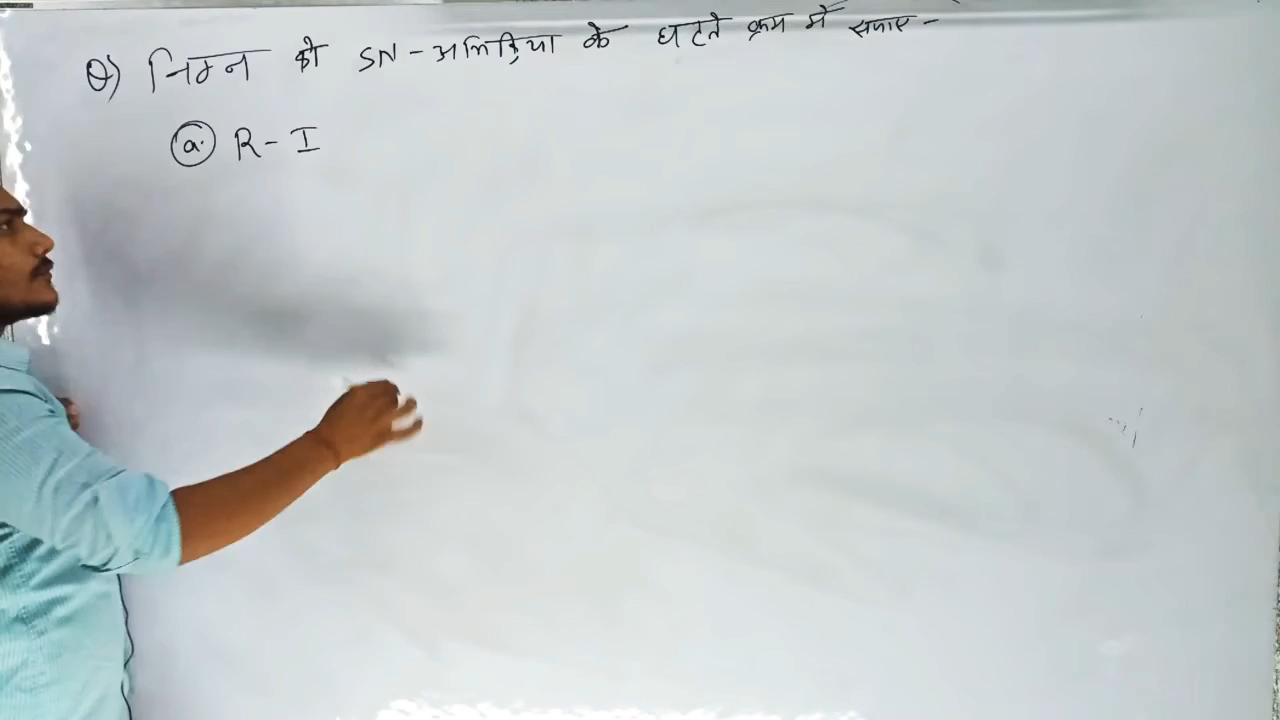 Q) निम्न को SN-अभिक्रिया के घटते क्रम में सजाए -
(a.) R - I